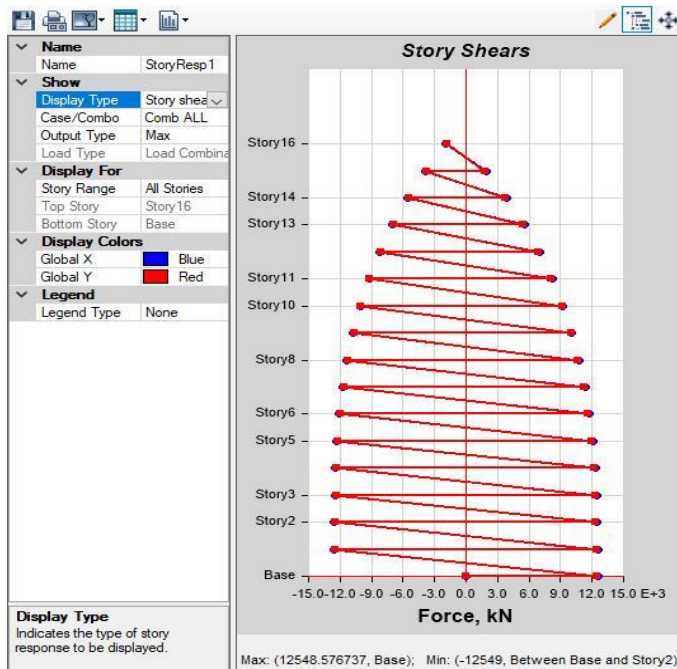 Name
Name StoryResp1
Show
Display Type Story shea
Case/Combo Comb ALL
Output Type Max
Load Type Load Combina
Display For
Story Range All Stories
Top Story Story16
Bottom Story Base
Display Colors
Global X Blue
Global Y Red
Legend
Legend Type None
Display Type
Indicates the type of story
response to be displayed.
Story Shears
Story16
Story14
Story13
Story11
Story10
Story8
Story6
Story5
Story3
Story2
Base
-15.0 -12.0 -9.0 -6.0 -3.0 0.0 3.0 6.0 9.0 12.0 15.0 E+3
Force, kN
Max: (12548.576737, Base); Min: (-12549, Between Base and Story2)